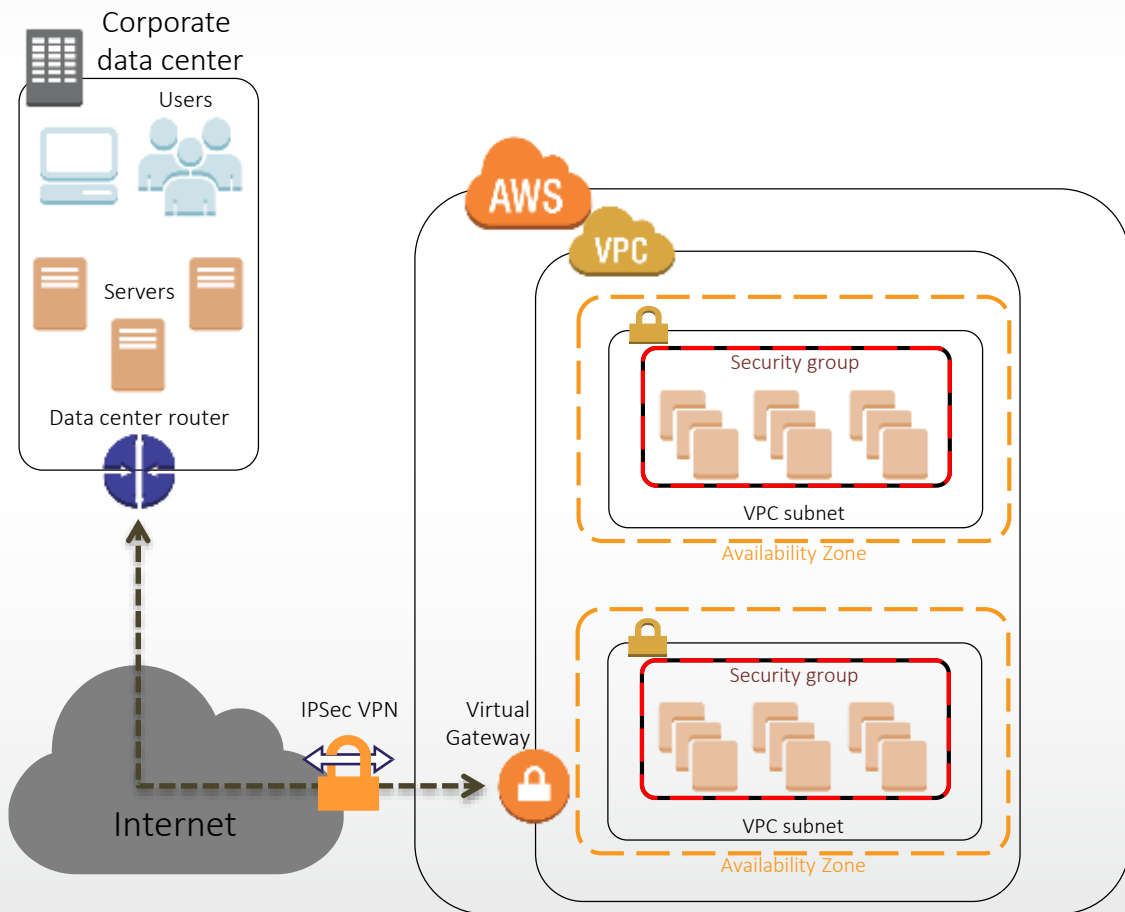 Corporate
data center
Users
Servers
Data center router
AWS
VPC
Security group
VPC subnet
Availability Zone
Security group
VPC subnet
Availability Zone
IPSec VPN
Virtual
Gateway
Internet